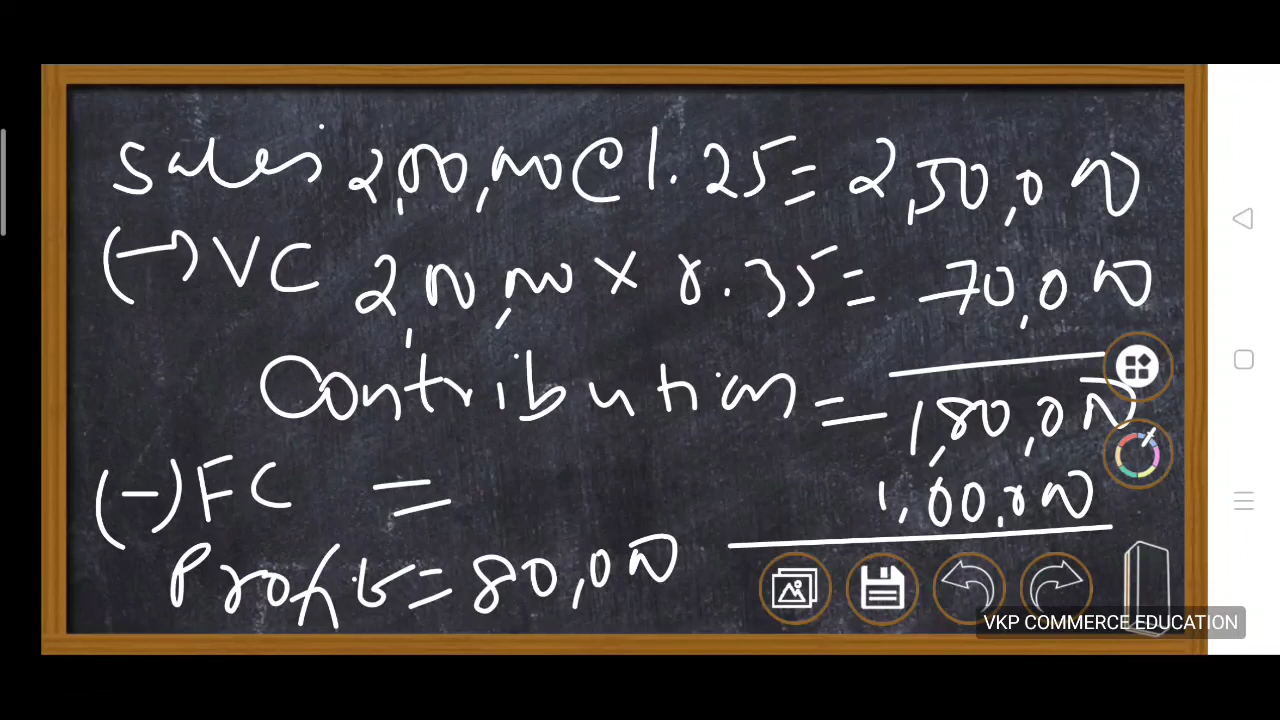 Sales 2,00,000 @ 1.25 = 2,50,000
(-) VC 2,00,000 × 0.35 = 70,000
Contribution = 1,80,000
(-) FC = 1,00,000
Profit = 80,000
VKP COMMERCE EDUCATION